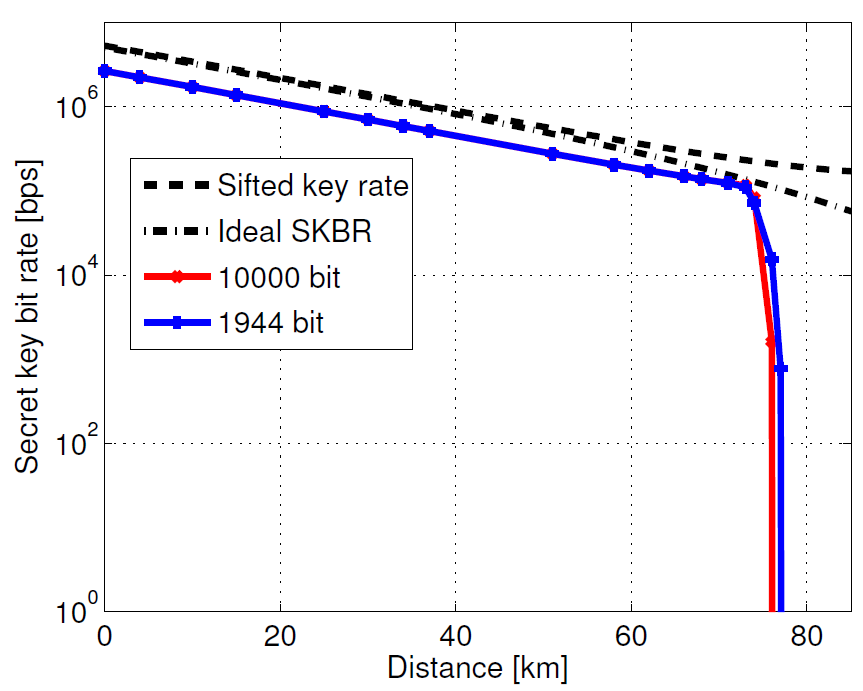 Secret key bit rate [bps]
10^6
10^4
10^2
10^0
Sifted key rate
Ideal SKBR
10000 bit
1944 bit
0 20 40 60 80
Distance [km]